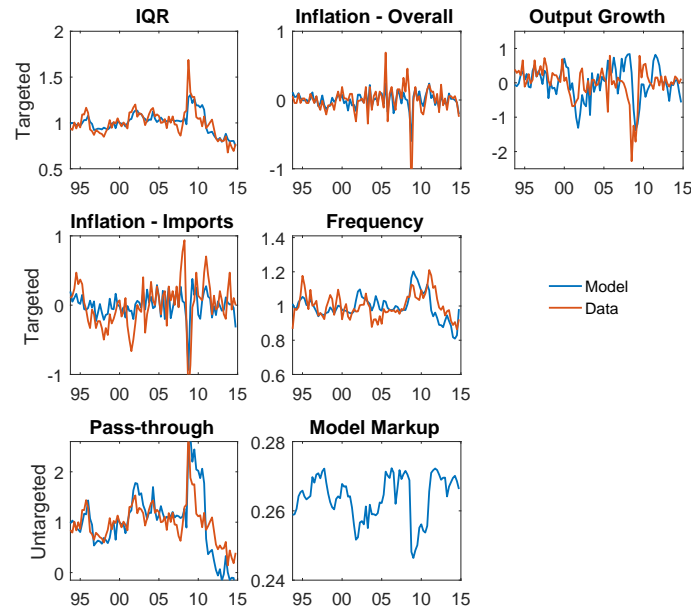 IQR
Inflation - Overall
Output Growth
Targeted
2
1.5
1
0.5
95 00 05 10 15
1
0
-1
95 00 05 10 15
1
0
-1
-2
95 00 05 10 15
Inflation - Imports
Frequency
Targeted
1
0
-1
95 00 05 10 15
1.4
1.2
1.0
0.8
0.6
95 00 05 10 15
Model
Data
Pass-through
Model Markup
Untargeted
2
1
0
95 00 05 10 15
0.28
0.26
0.24
95 00 05 10 15